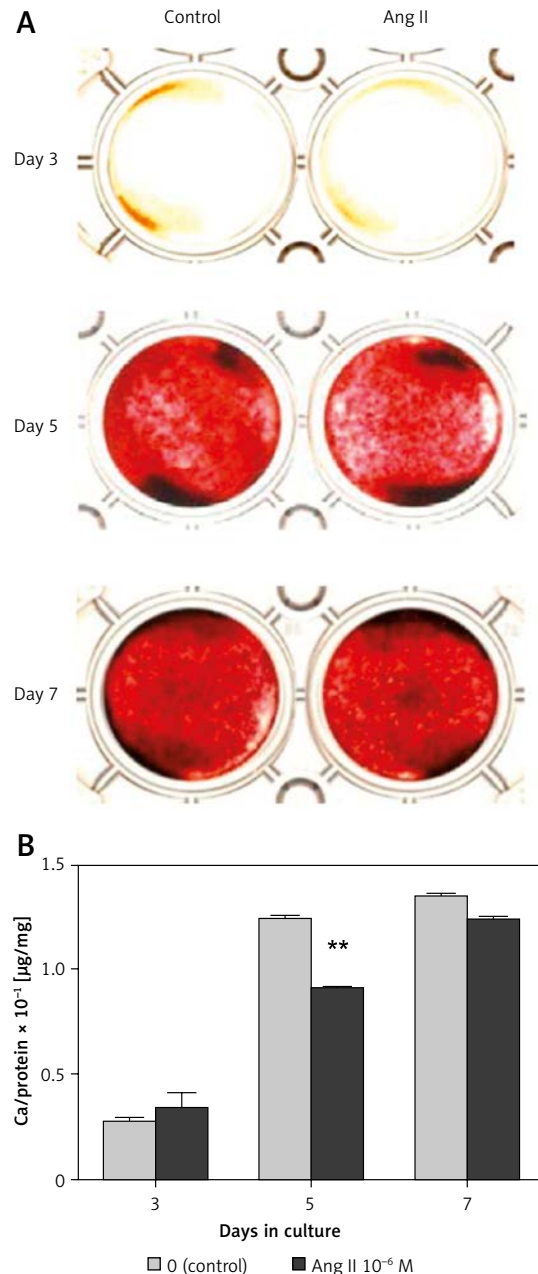 A
Control Ang II
Day 3
Day 5
Day 7
B
Ca/protein × 10⁻¹ [µg/mg]
1.5
1.0
0.5
0
**
3 5 7
Days in culture
0 (control) Ang II 10⁻⁶ M